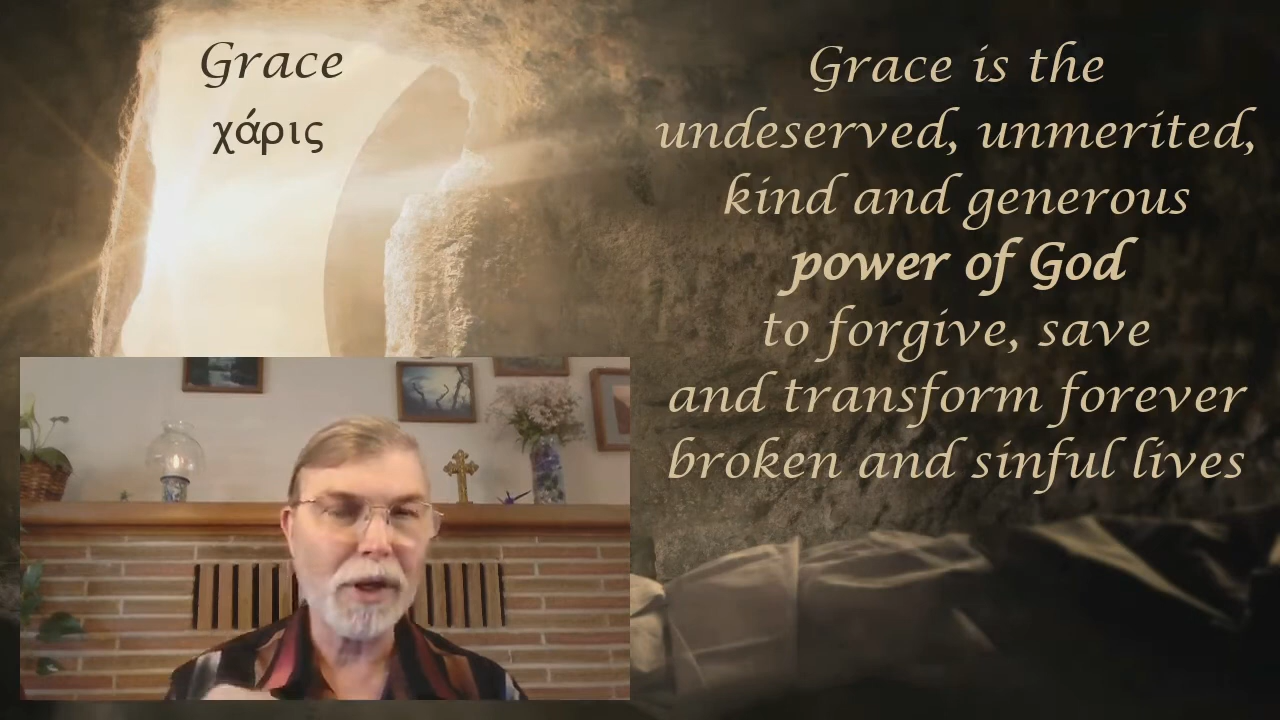 Grace
χάρις
Grace is the
undeserved, unmerited,
kind and generous
power of God
to forgive, save
and transform forever
broken and sinful lives